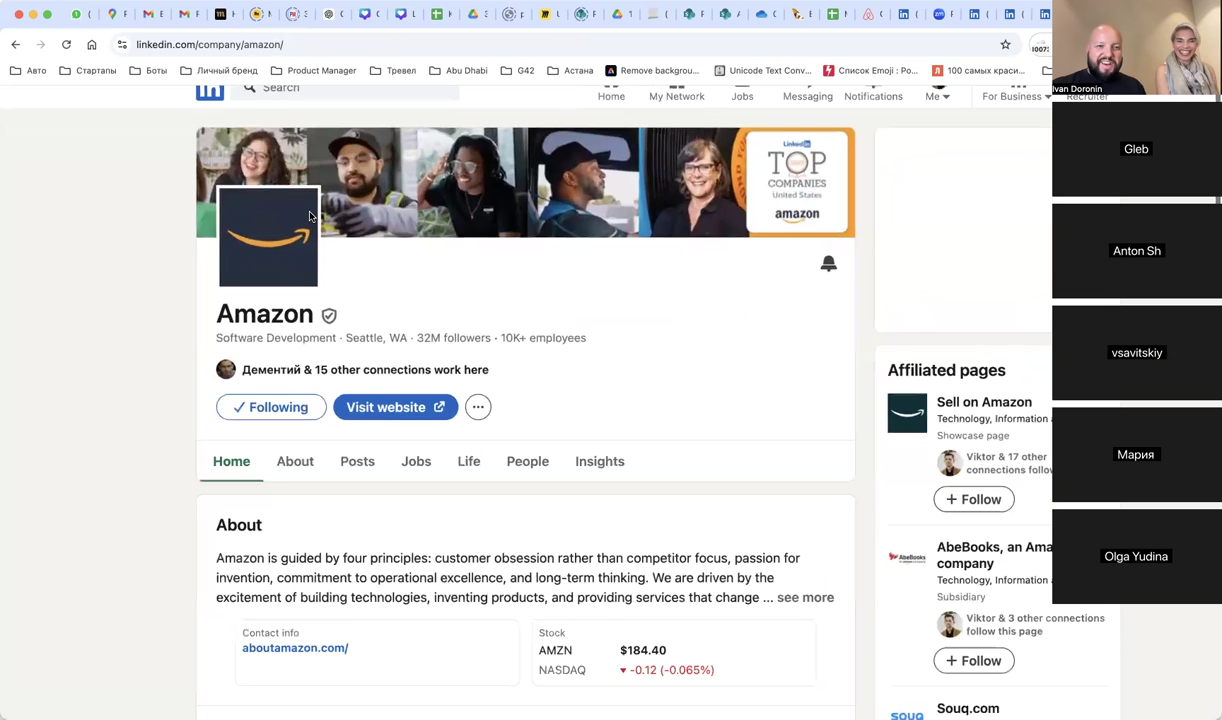 linkedin.com/company/amazon/
Авто
Стартапы
Боты
Личный бренд
Product Manager
Тревел
Abu Dhabi
G42
Астана
Remove backgrou...
Unicode Text Conv...
Список Emoji : Po...
100 самых краси...
in
Search
Home
My Network
Jobs
Messaging
Notifications
Me
For Business
Recruiter
LinkedIn
TOP
COMPANIES
United States
amazon
Amazon
Software Development · Seattle, WA · 32M followers · 10K+ employees
Дементий & 15 other connections work here
Following
Visit website
Home
About
Posts
Jobs
Life
People
Insights
About
Amazon is guided by four principles: customer obsession rather than competitor focus, passion for
invention, commitment to operational excellence, and long-term thinking. We are driven by the
excitement of building technologies, inventing products, and providing services that change ... see more
Contact info
aboutamazon.com/
Stock
AMZN
$184.40
NASDAQ
-0.12 (-0.065%)
Affiliated pages
Sell on Amazon
Technology, Information
Showcase page
Viktor & 17 other
connections follow
+ Follow
AbeBooks
AbeBooks, an Ama
company
Technology, Information
Subsidiary
Viktor & 3 other connections
follow this page
+ Follow
souq
Souq.com
Ivan Doronin
Gleb
Anton Sh
vsavitskiy
Мария
Olga Yudina